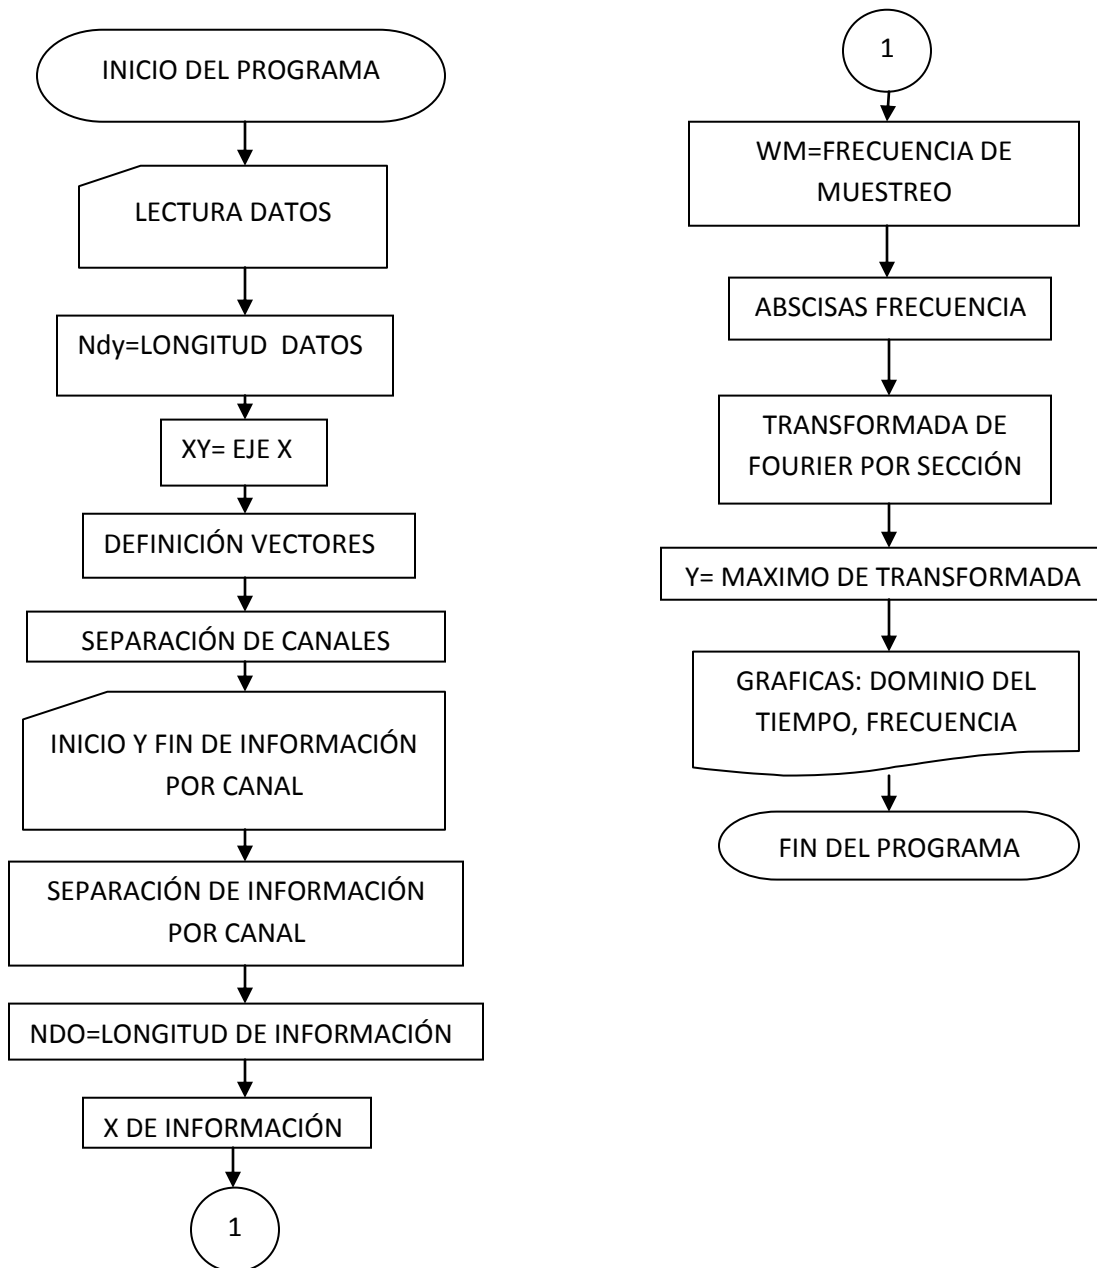 INICIO DEL PROGRAMA
LECTURA DATOS
Ndy=LONGITUD DATOS
XY= EJE X
DEFINICIÓN VECTORES
SEPARACIÓN DE CANALES
INICIO Y FIN DE INFORMACIÓN
POR CANAL
SEPARACIÓN DE INFORMACIÓN
POR CANAL
NDO=LONGITUD DE INFORMACIÓN
X DE INFORMACIÓN
1
1
WM=FRECUENCIA DE
MUESTREO
ABSCISAS FRECUENCIA
TRANSFORMADA DE
FOURIER POR SECCIÓN
Y= MAXIMO DE TRANSFORMADA
GRAFICAS: DOMINIO DEL
TIEMPO, FRECUENCIA
FIN DEL PROGRAMA